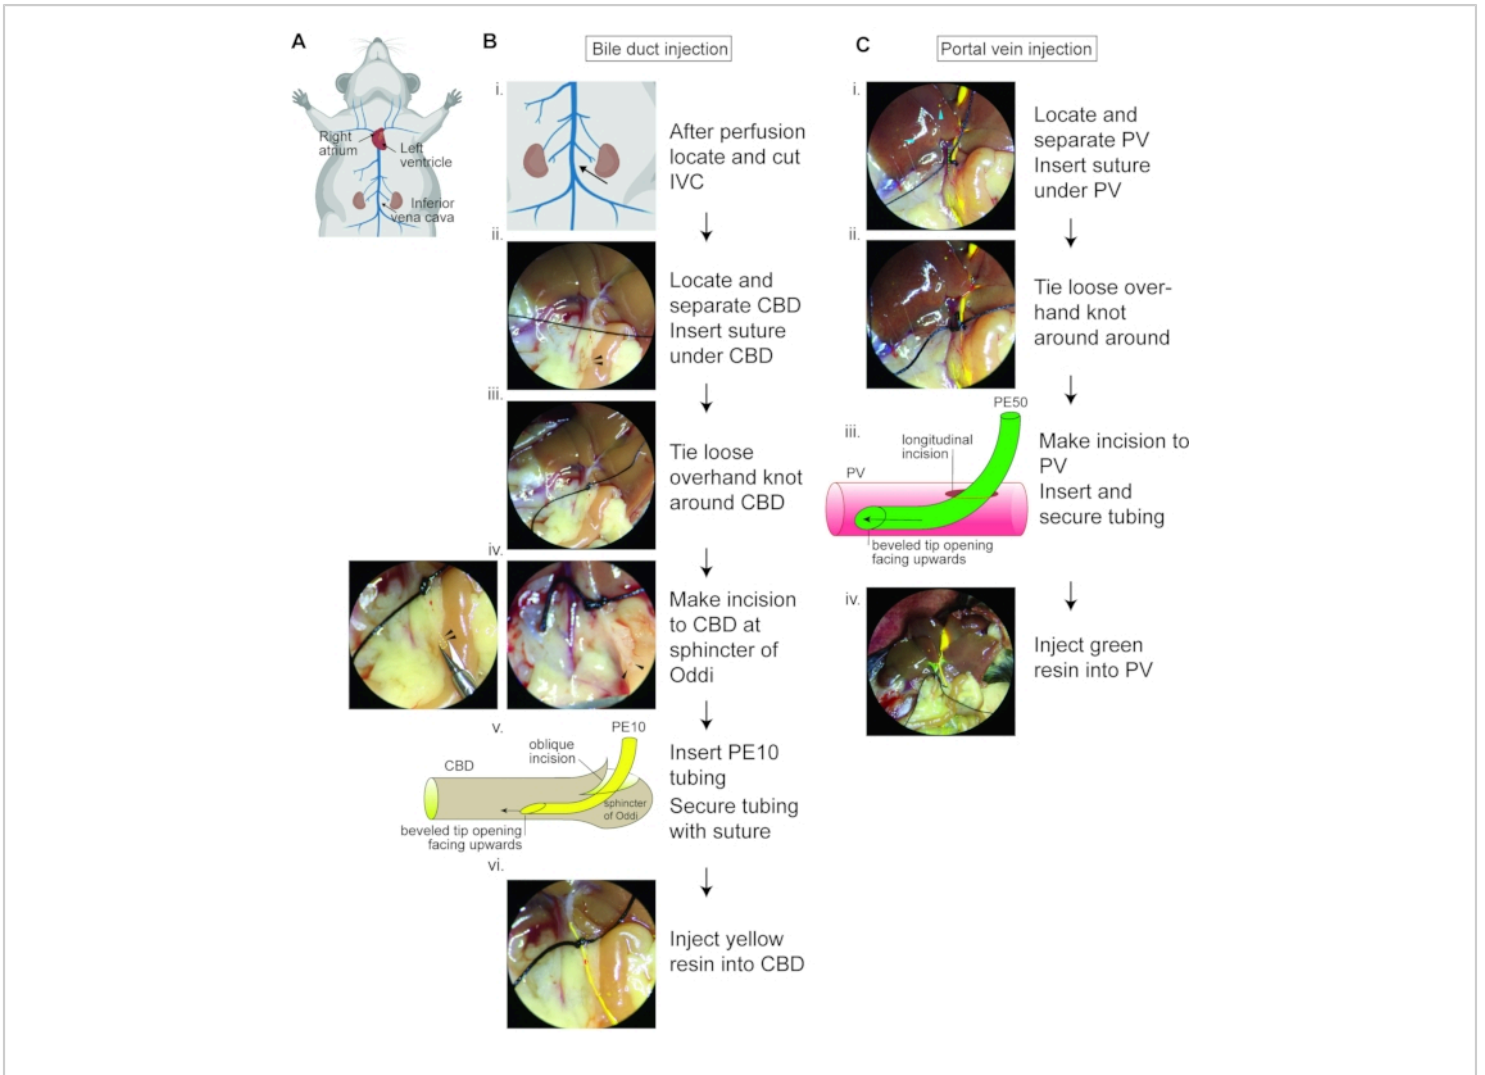 A
Right
atrium
Left
ventricle
Inferior
vena cava
B
Bile duct injection
i.
After perfusion
locate and cut
IVC
ii.
Locate and
separate CBD
Insert suture
under CBD
iii.
Tie loose
overhand knot
around CBD
iv.
Make incision
to CBD at
sphincter of
Oddi
v.
PE10
oblique
incision
CBD
sphincter
of Oddi
beveled tip opening
facing upwards
Insert PE10
tubing
Secure tubing
with suture
vi.
Inject yellow
resin into CBD
C
Portal vein injection
i.
Locate and
separate PV
Insert suture
under PV
ii.
Tie loose over-
hand knot
around around
iii.
PE50
longitudinal
incision
PV
beveled tip opening
facing upwards
Make incision to
PV
Insert and
secure tubing
iv.
Inject green
resin into PV